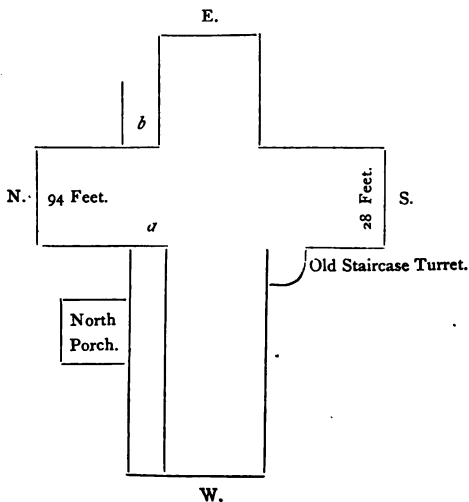 E.
b
N. 94 Feet. 28 Feet. S.
a
Old Staircase Turret.
North
Porch.
W.